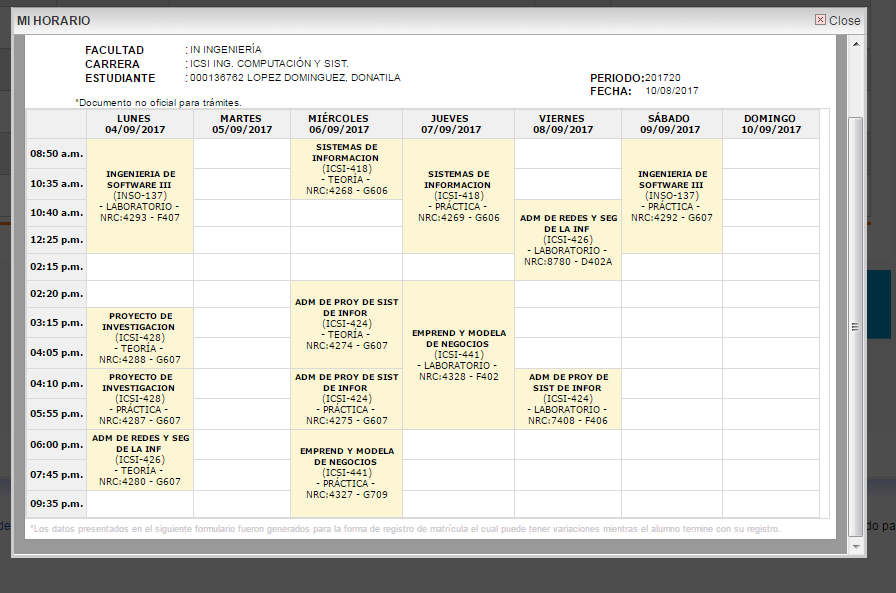 MI HORARIO
Close
FACULTAD : IN INGENIERÍA
CARRERA : ICSI ING. COMPUTACIÓN Y SIST.
ESTUDIANTE : 000136762 LOPEZ DOMINGUEZ, DONATILA
PERIODO: 201720
FECHA: 10/08/2017
*Documento no oficial para trámites.
LUNES MARTES MIÉRCOLES JUEVES VIERNES SÁBADO DOMINGO
04/09/2017 05/09/2017 06/09/2017 07/09/2017 08/09/2017 09/09/2017 10/09/2017
08:50 a.m.
10:35 a.m.
10:40 a.m.
12:25 p.m.
02:15 p.m.
02:20 p.m.
03:15 p.m.
04:05 p.m.
04:10 p.m.
05:55 p.m.
06:00 p.m.
07:45 p.m.
09:35 p.m.
INGENIERIA DE
SOFTWARE III
(INSO-137)
- LABORATORIO -
NRC:4293 - F407
PROYECTO DE
INVESTIGACION
(ICSI-428)
- TEORÍA -
NRC:4288 - G607
PROYECTO DE
INVESTIGACION
(ICSI-428)
- PRÁCTICA -
NRC:4287 - G607
ADM DE REDES Y SEG
DE LA INF
(ICSI-426)
- TEORÍA -
NRC:4280 - G607
SISTEMAS DE
INFORMACION
(ICSI-418)
- TEORÍA -
NRC:4268 - G606
ADM DE PROY DE SIST
DE INFOR
(ICSI-424)
- TEORÍA -
NRC:4274 - G607
ADM DE PROY DE SIST
DE INFOR
(ICSI-424)
- PRÁCTICA -
NRC:4275 - G607
EMPREND Y MODELA
DE NEGOCIOS
(ICSI-441)
- PRÁCTICA -
NRC:4327 - G709
SISTEMAS DE
INFORMACION
(ICSI-418)
- PRÁCTICA -
NRC:4269 - G606
EMPREND Y MODELA
DE NEGOCIOS
(ICSI-441)
- LABORATORIO -
NRC:4328 - F402
ADM DE REDES Y SEG
DE LA INF
(ICSI-426)
- LABORATORIO -
NRC:8780 - D402A
ADM DE PROY DE
SIST DE INFOR
(ICSI-424)
- LABORATORIO -
NRC:7408 - F406
INGENIERIA DE
SOFTWARE III
(INSO-137)
- PRÁCTICA -
NRC:4292 - G607
*Los datos presentados en el siguiente formulario fueron generados para la forma de registro de matrícula el cual puede tener variaciones mientras el alumno termine con su registro.